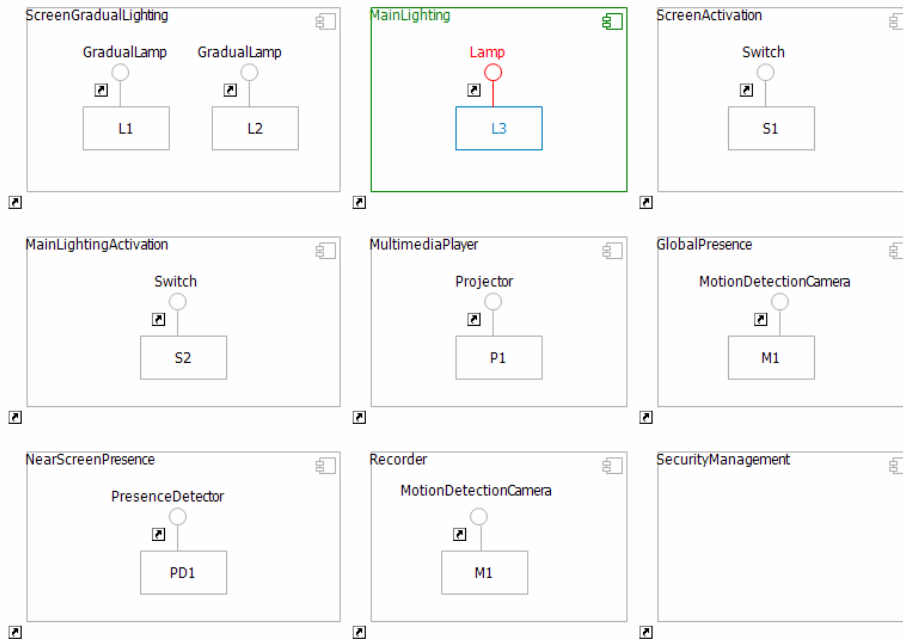 ScreenGradualLighting
GradualLamp
GradualLamp
L1
L2
MainLighting
Lamp
L3
ScreenActivation
Switch
S1
MainLightingActivation
Switch
S2
MultimediaPlayer
Projector
P1
GlobalPresence
MotionDetectionCamera
M1
NearScreenPresence
PresenceDetector
PD1
Recorder
MotionDetectionCamera
M1
SecurityManagement